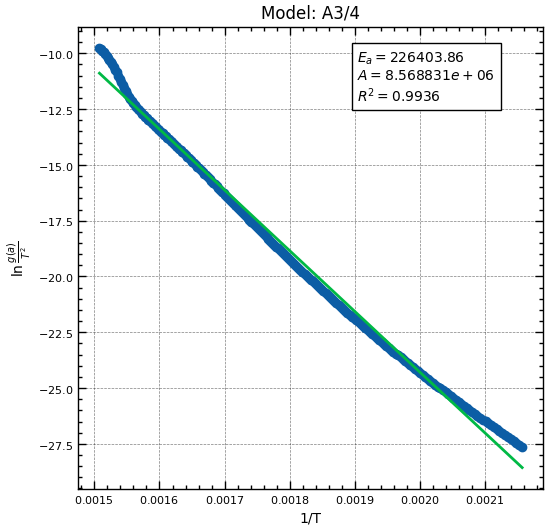 Model: A3/4
E_a = 226403.86
A = 8.568831e + 06
R² = 0.9936
−10.0
−12.5
−15.0
−17.5
−20.0
−22.5
−25.0
−27.5
ln g(a)/T²
0.0015 0.0016 0.0017 0.0018 0.0019 0.0020 0.0021
1/T